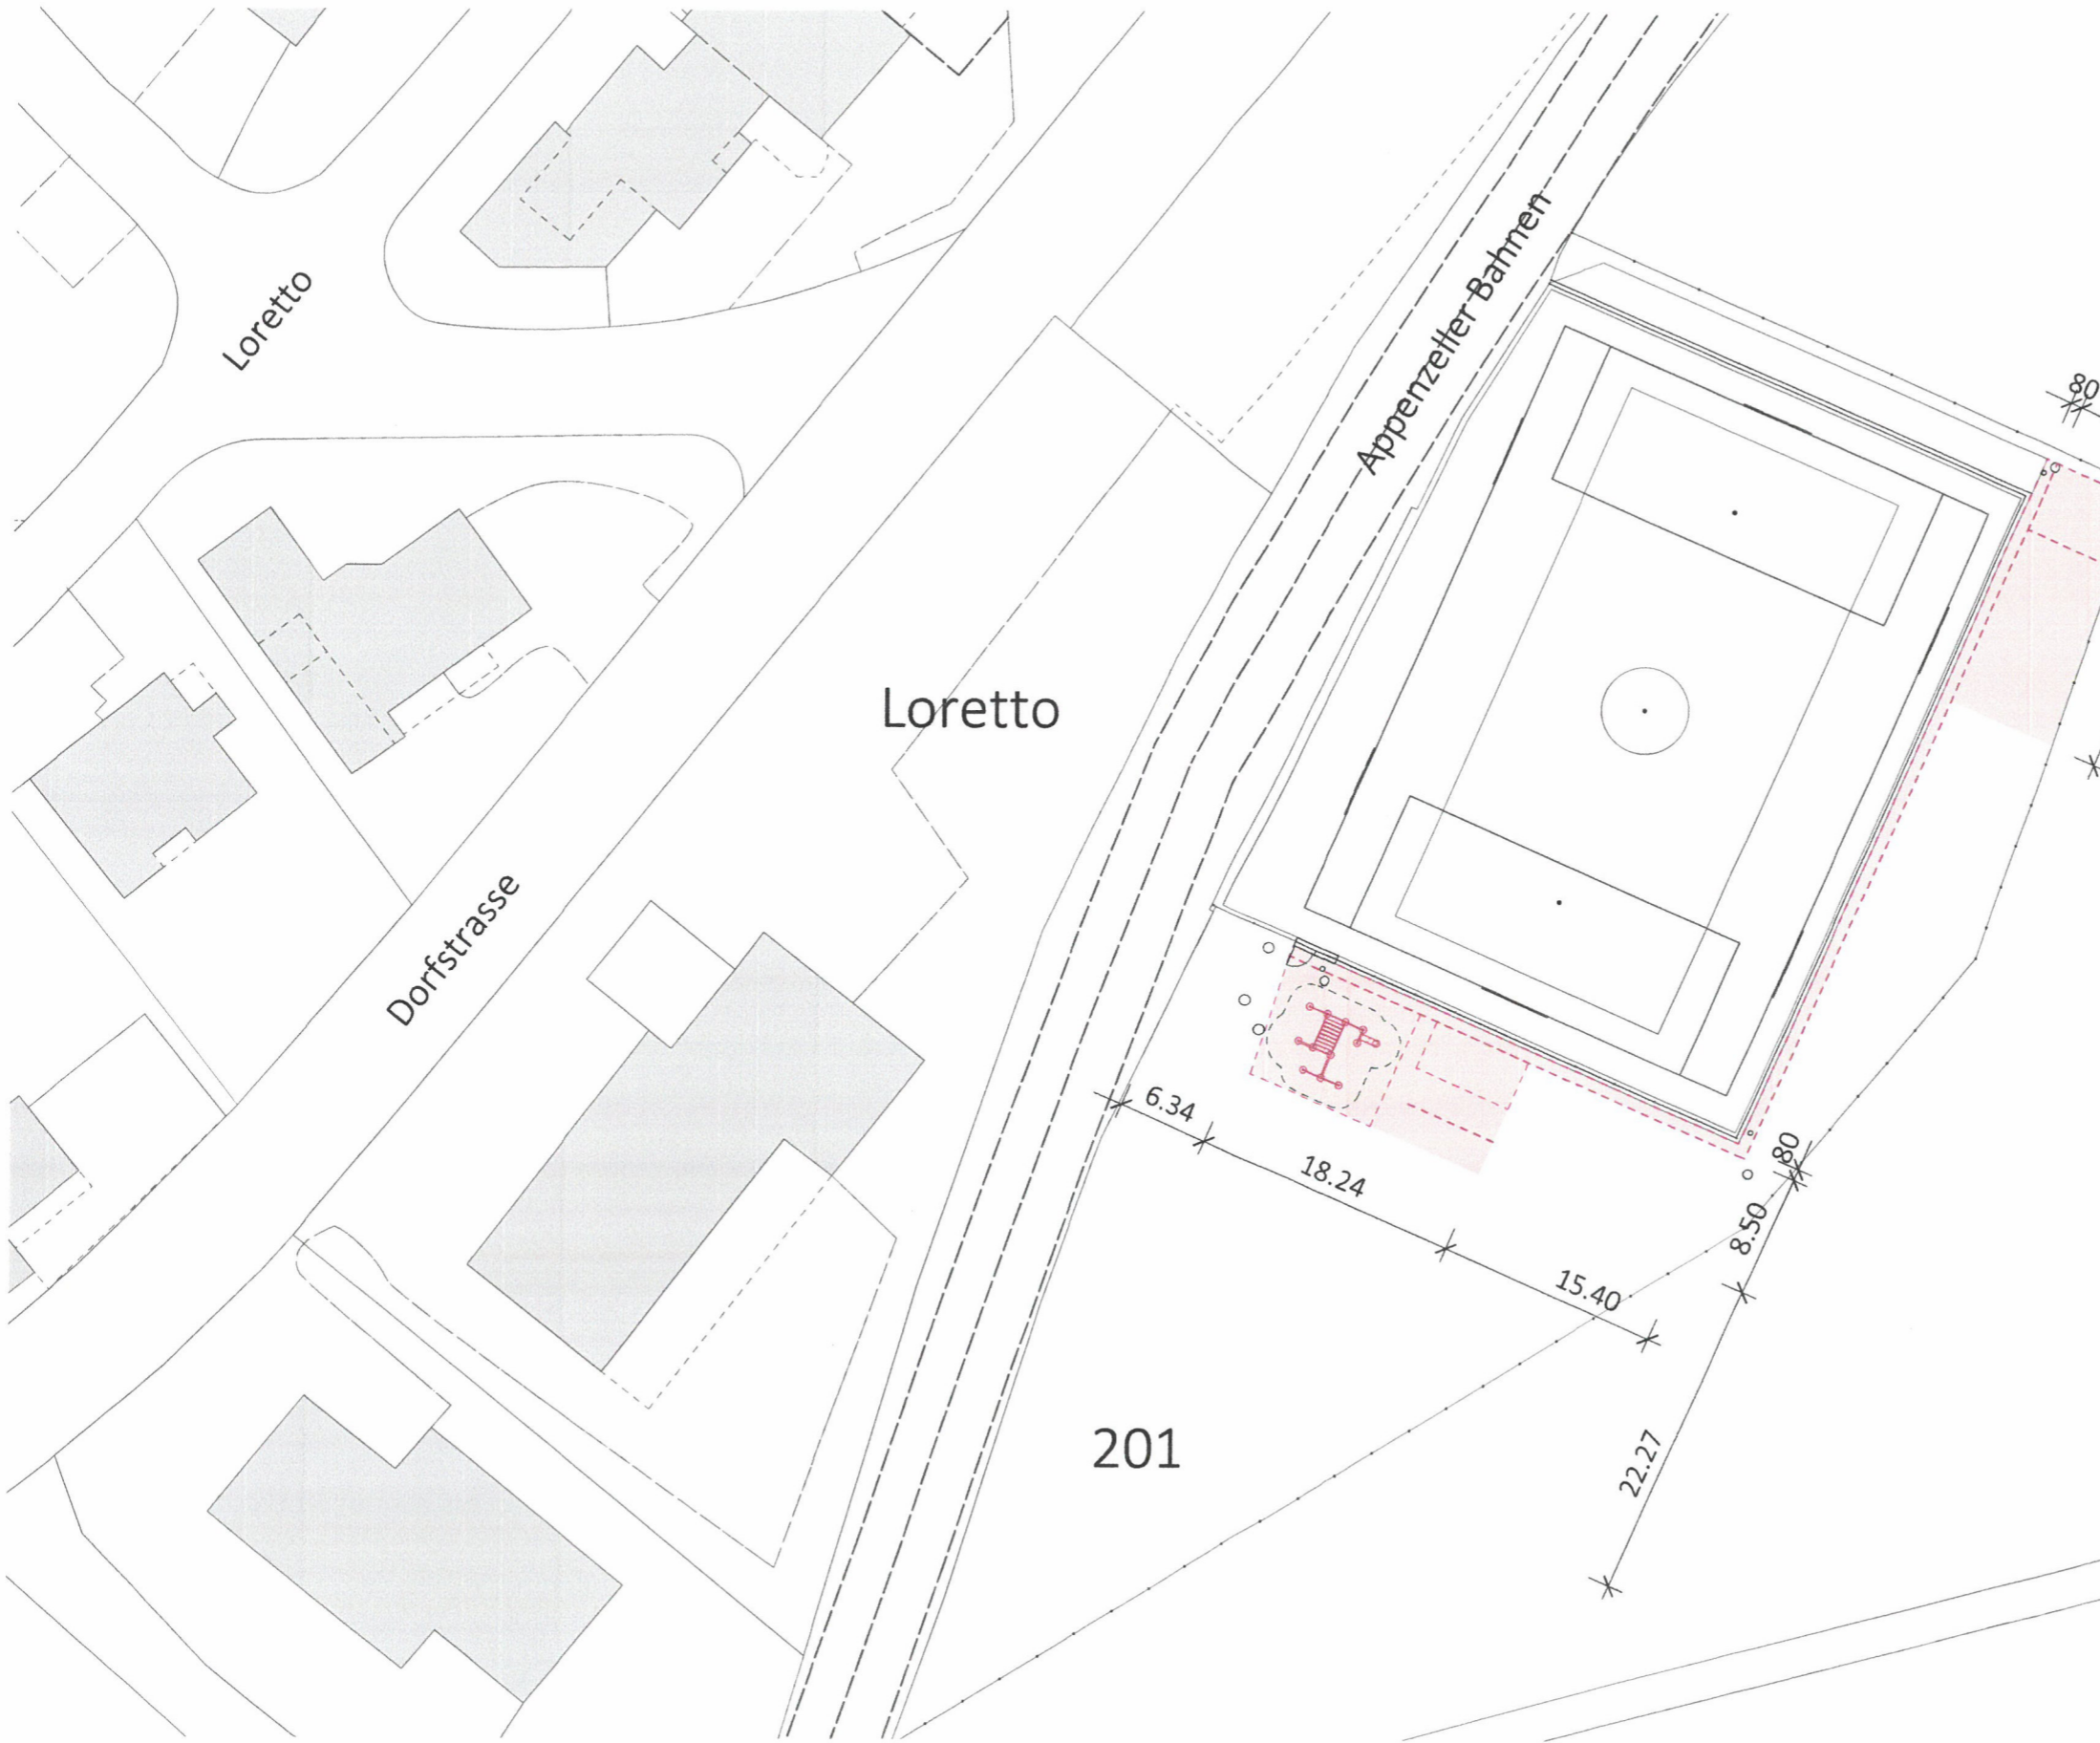 Loretto
Appenzeller Bahnen
80
Loretto
Dorfstrasse
6.34
18.24
15.40
80
8.50
22.27
201